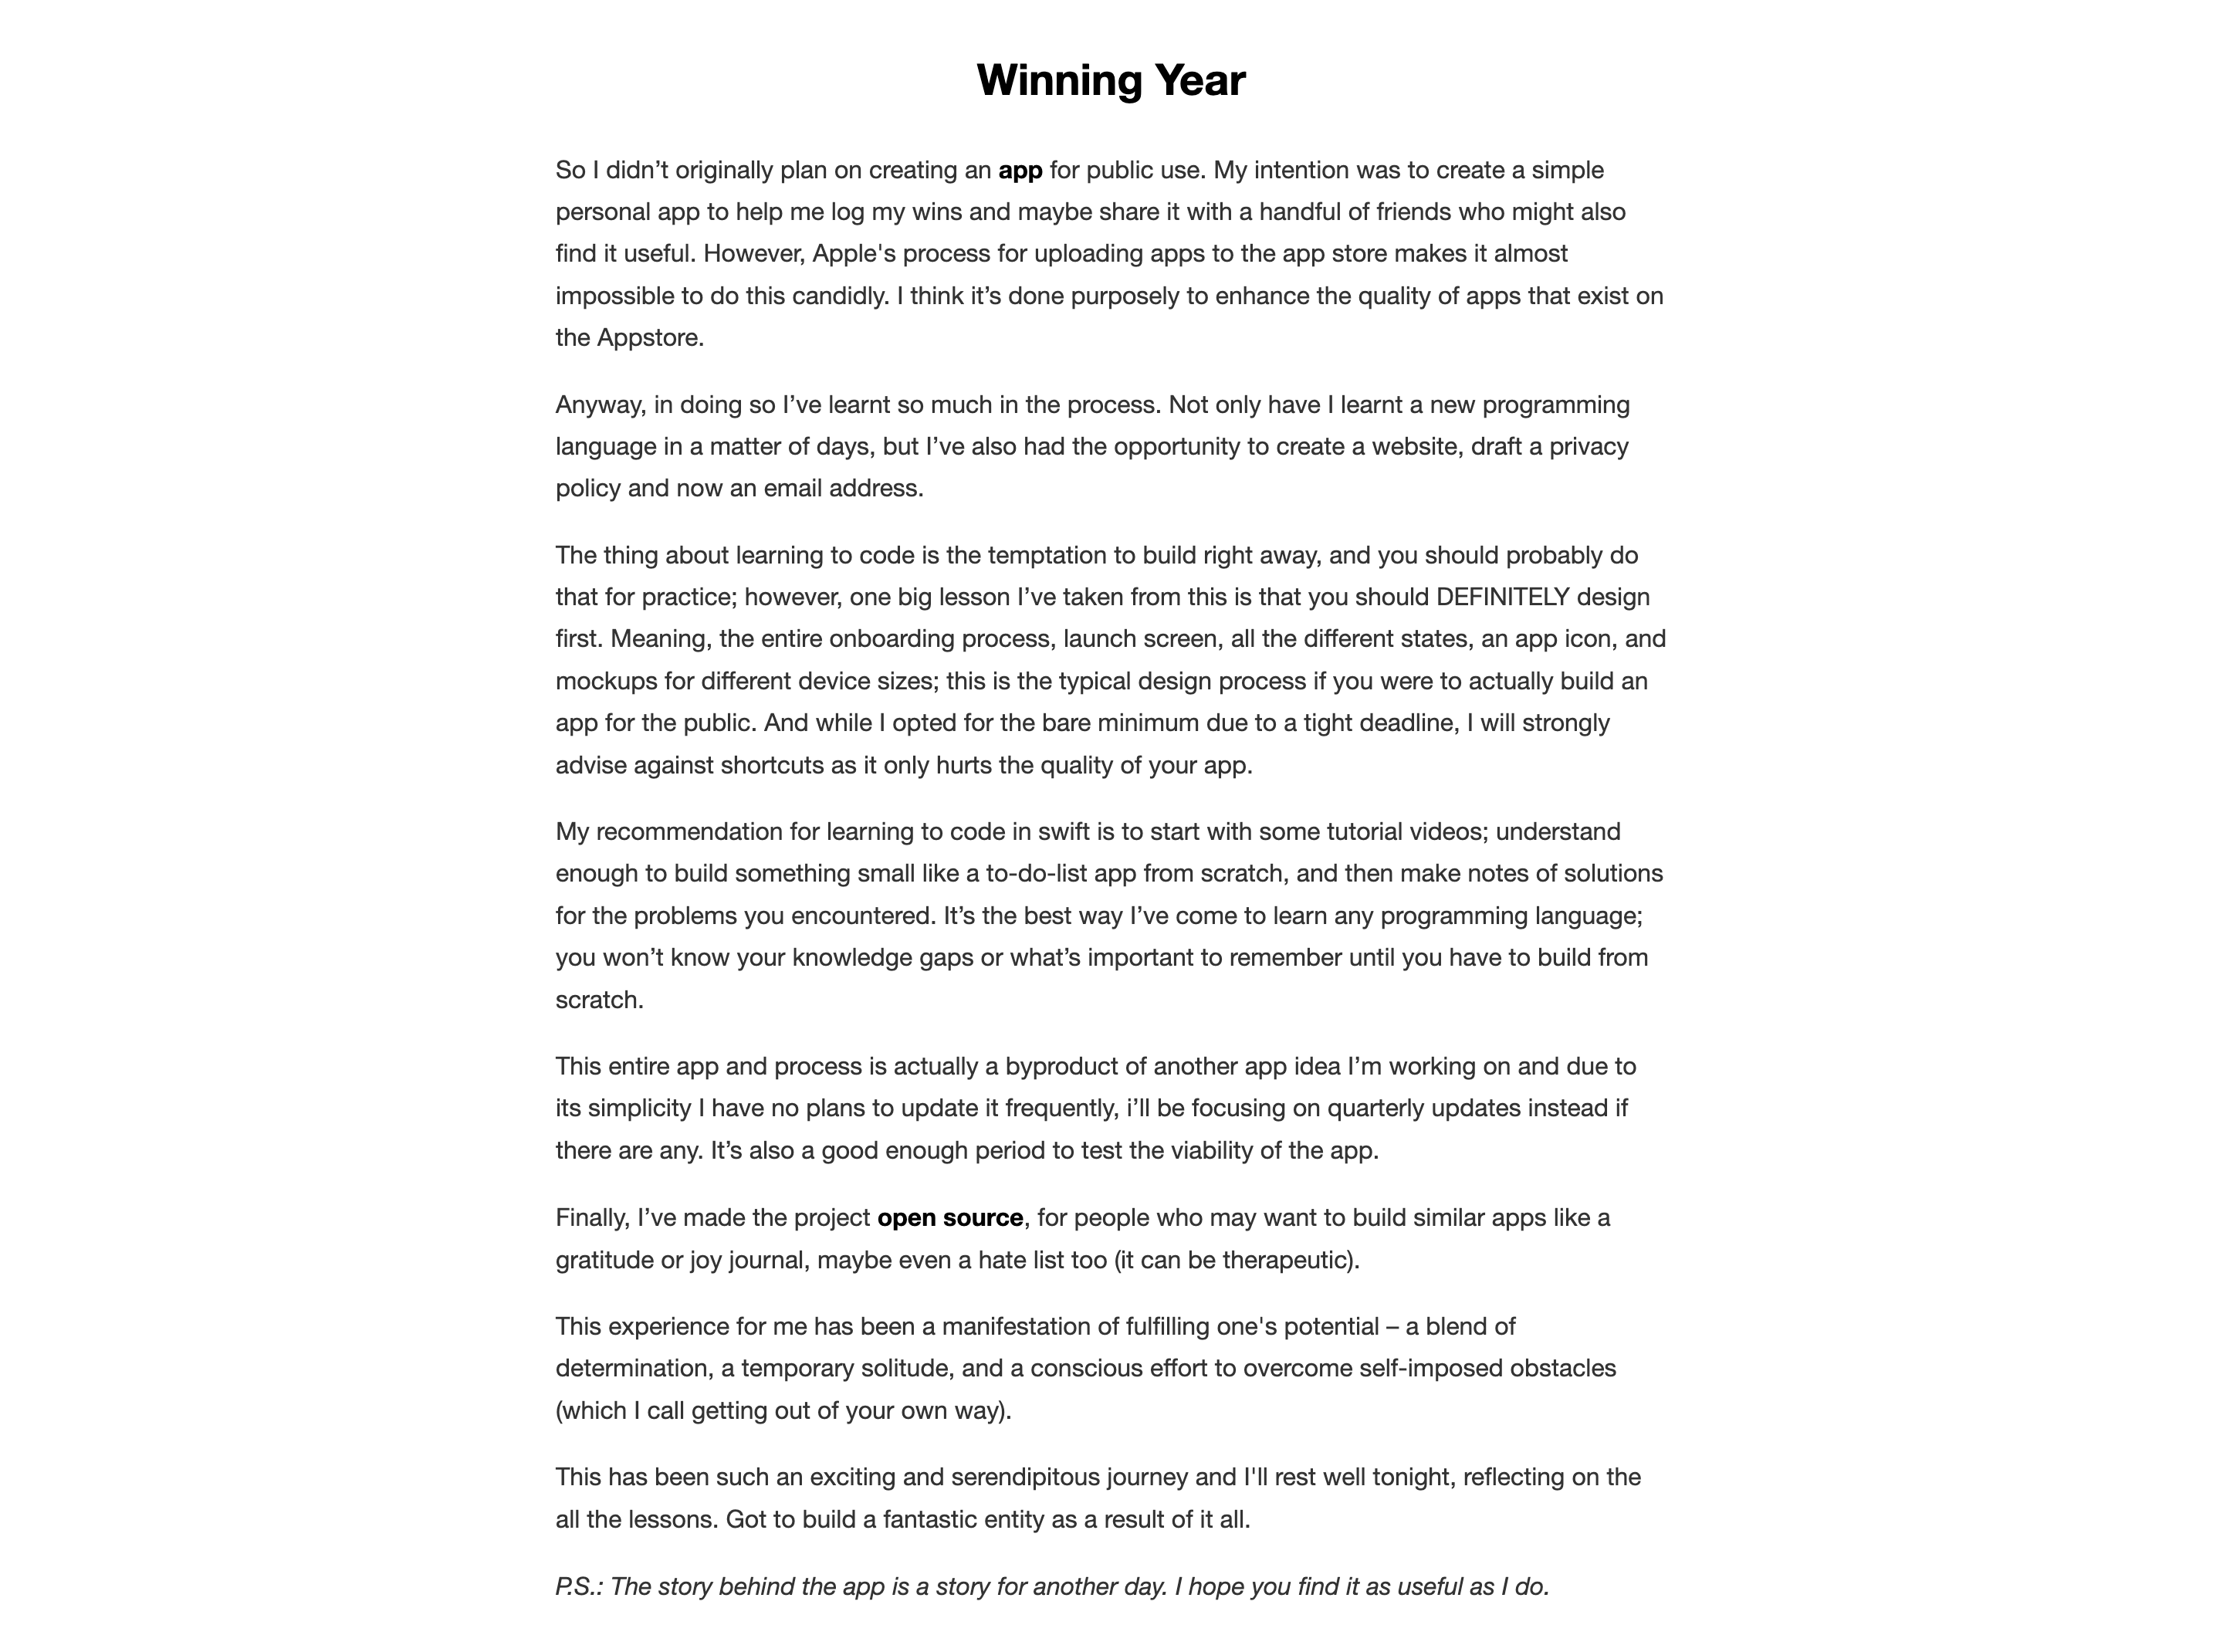 Winning Year
So I didn’t originally plan on creating an app for public use. My intention was to create a simple
personal app to help me log my wins and maybe share it with a handful of friends who might also
find it useful. However, Apple's process for uploading apps to the app store makes it almost
impossible to do this candidly. I think it’s done purposely to enhance the quality of apps that exist on
the Appstore.
Anyway, in doing so I’ve learnt so much in the process. Not only have I learnt a new programming
language in a matter of days, but I’ve also had the opportunity to create a website, draft a privacy
policy and now an email address.
The thing about learning to code is the temptation to build right away, and you should probably do
that for practice; however, one big lesson I’ve taken from this is that you should DEFINITELY design
first. Meaning, the entire onboarding process, launch screen, all the different states, an app icon, and
mockups for different device sizes; this is the typical design process if you were to actually build an
app for the public. And while I opted for the bare minimum due to a tight deadline, I will strongly
advise against shortcuts as it only hurts the quality of your app.
My recommendation for learning to code in swift is to start with some tutorial videos; understand
enough to build something small like a to-do-list app from scratch, and then make notes of solutions
for the problems you encountered. It’s the best way I’ve come to learn any programming language;
you won’t know your knowledge gaps or what’s important to remember until you have to build from
scratch.
This entire app and process is actually a byproduct of another app idea I’m working on and due to
its simplicity I have no plans to update it frequently, i’ll be focusing on quarterly updates instead if
there are any. It’s also a good enough period to test the viability of the app.
Finally, I’ve made the project open source, for people who may want to build similar apps like a
gratitude or joy journal, maybe even a hate list too (it can be therapeutic).
This experience for me has been a manifestation of fulfilling one's potential – a blend of
determination, a temporary solitude, and a conscious effort to overcome self-imposed obstacles
(which I call getting out of your own way).
This has been such an exciting and serendipitous journey and I'll rest well tonight, reflecting on the
all the lessons. Got to build a fantastic entity as a result of it all.
P.S.: The story behind the app is a story for another day. I hope you find it as useful as I do.